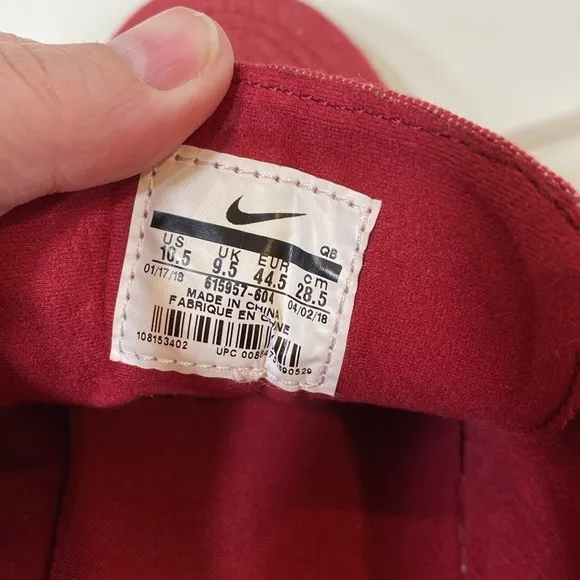 QB
US UK EUR cm
10.5 9.5 44.5 28.5
01/17/18 615957-604 04/02/18
MADE IN CHINA
FABRIQUE EN CHINE
108153402
UPC